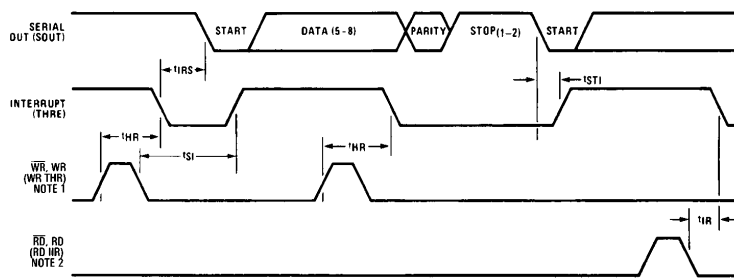 SERIAL
OUT (SOUT)
START
DATA (5-8)
PARITY
STOP(1-2)
START
tIRS
tSTI
INTERRUPT
(THRE)
tHR
tSI
tHR
WR, WR
(WR THR)
NOTE 1
tIR
RD, RD
(RD IIR)
NOTE 2